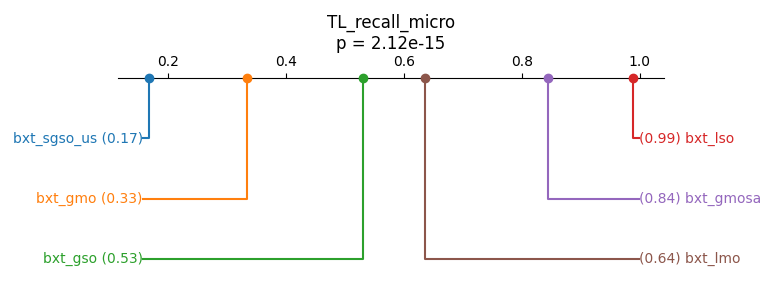 TL_recall_micro
p = 2.12e-15
0.2 0.4 0.6 0.8 1.0
bxt_sgso_us (0.17) (0.99) bxt_lso
bxt_gmo (0.33) (0.84) bxt_gmosa
bxt_gso (0.53) (0.64) bxt_lmo